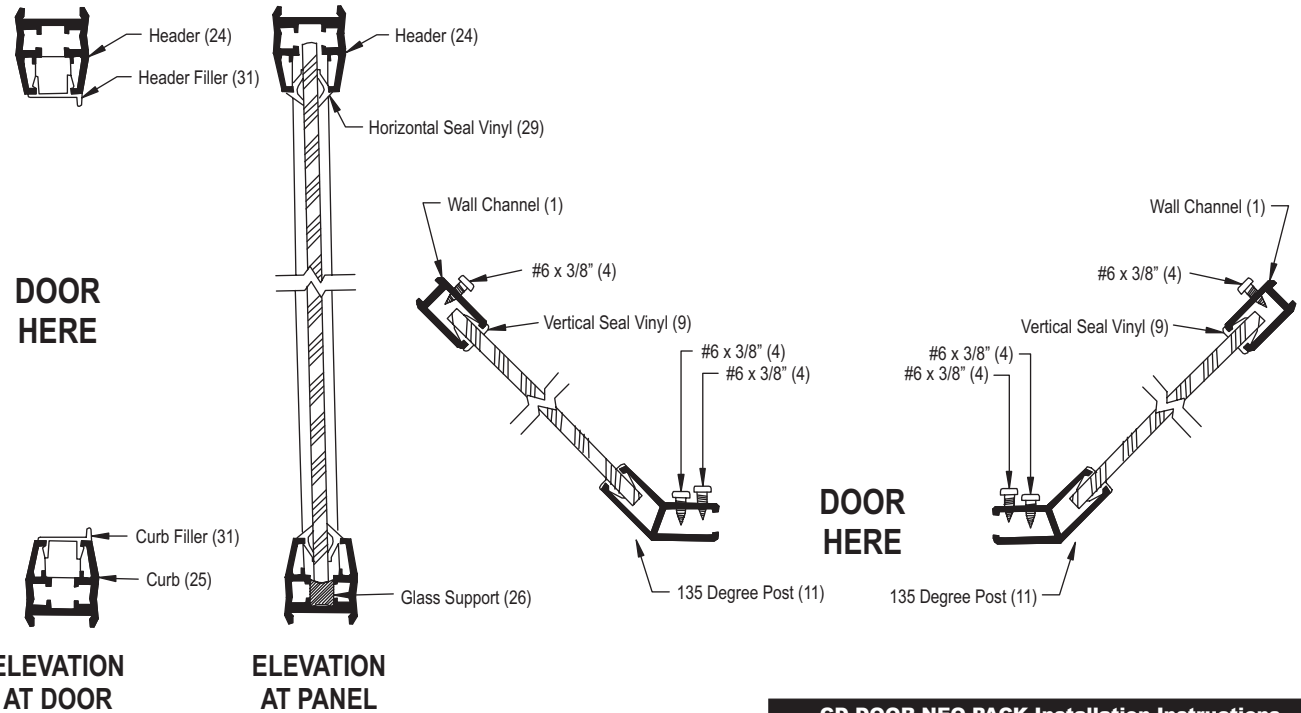 Header (24)
Header Filler (31)
Header (24)
Horizontal Seal Vinyl (29)
Wall Channel (1)
#6 x 3/8" (4)
Vertical Seal Vinyl (9)
#6 x 3/8" (4)
#6 x 3/8" (4)
Wall Channel (1)
#6 x 3/8" (4)
Vertical Seal Vinyl (9)
#6 x 3/8" (4)
#6 x 3/8" (4)
DOOR
HERE
DOOR
HERE
Curb Filler (31)
Curb (25)
Glass Support (26)
135 Degree Post (11)
135 Degree Post (11)
ELEVATION
AT DOOR
ELEVATION
AT PANEL